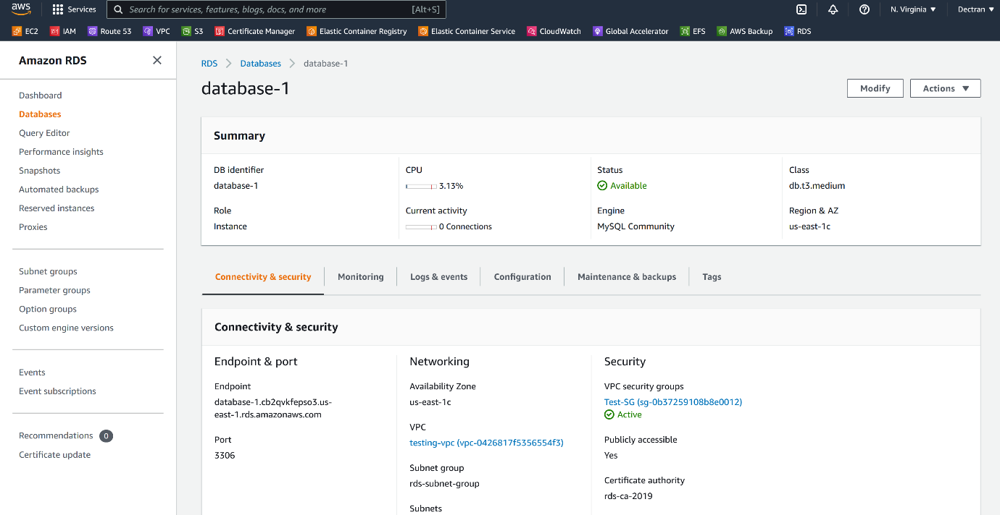 aws
Services
Search for services, features, blogs, docs, and more
[Alt+S]
N. Virginia ▼
Dectran ▼
EC2
IAM
Route 53
VPC
S3
Certificate Manager
Elastic Container Registry
Elastic Container Service
CloudWatch
Global Accelerator
EFS
AWS Backup
RDS
Amazon RDS
Dashboard
Databases
Query Editor
Performance insights
Snapshots
Automated backups
Reserved instances
Proxies
Subnet groups
Parameter groups
Option groups
Custom engine versions
Events
Event subscriptions
Recommendations 0
Certificate update
RDS > Databases > database-1
database-1
Modify
Actions ▼
Summary
DB identifier
database-1
CPU
3.13%
Status
Available
Class
db.t3.medium
Role
Instance
Current activity
0 Connections
Engine
MySQL Community
Region & AZ
us-east-1c
Connectivity & security
Monitoring
Logs & events
Configuration
Maintenance & backups
Tags
Connectivity & security
Endpoint & port
Endpoint
database-1.cb2qvkfepso3.us-
east-1.rds.amazonaws.com
Port
3306
Networking
Availability Zone
us-east-1c
VPC
testing-vpc (vpc-0426817f5356554f3)
Subnet group
rds-subnet-group
Subnets
Security
VPC security groups
Test-SG (sg-0b37259108b8e0012)
Active
Publicly accessible
Yes
Certificate authority
rds-ca-2019